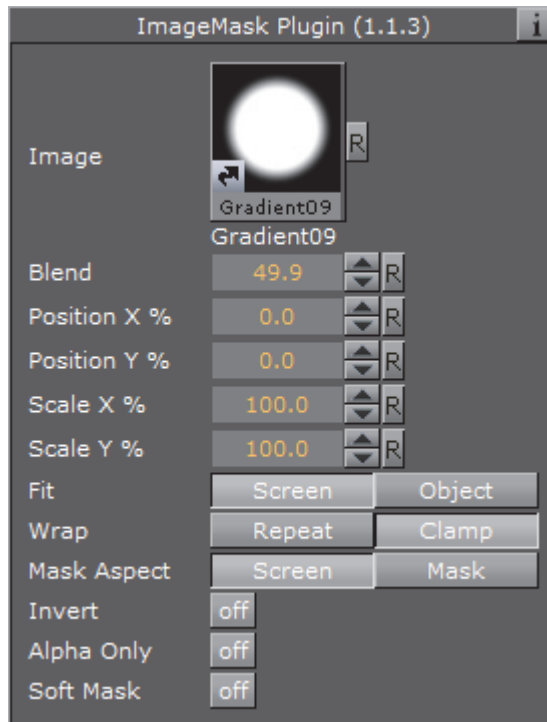 ImageMask Plugin (1.1.3) i
Image
R
Gradient09
Gradient09
Blend 49.9 R
Position X % 0.0 R
Position Y % 0.0 R
Scale X % 100.0 R
Scale Y % 100.0 R
Fit Screen Object
Wrap Repeat Clamp
Mask Aspect Screen Mask
Invert off
Alpha Only off
Soft Mask off